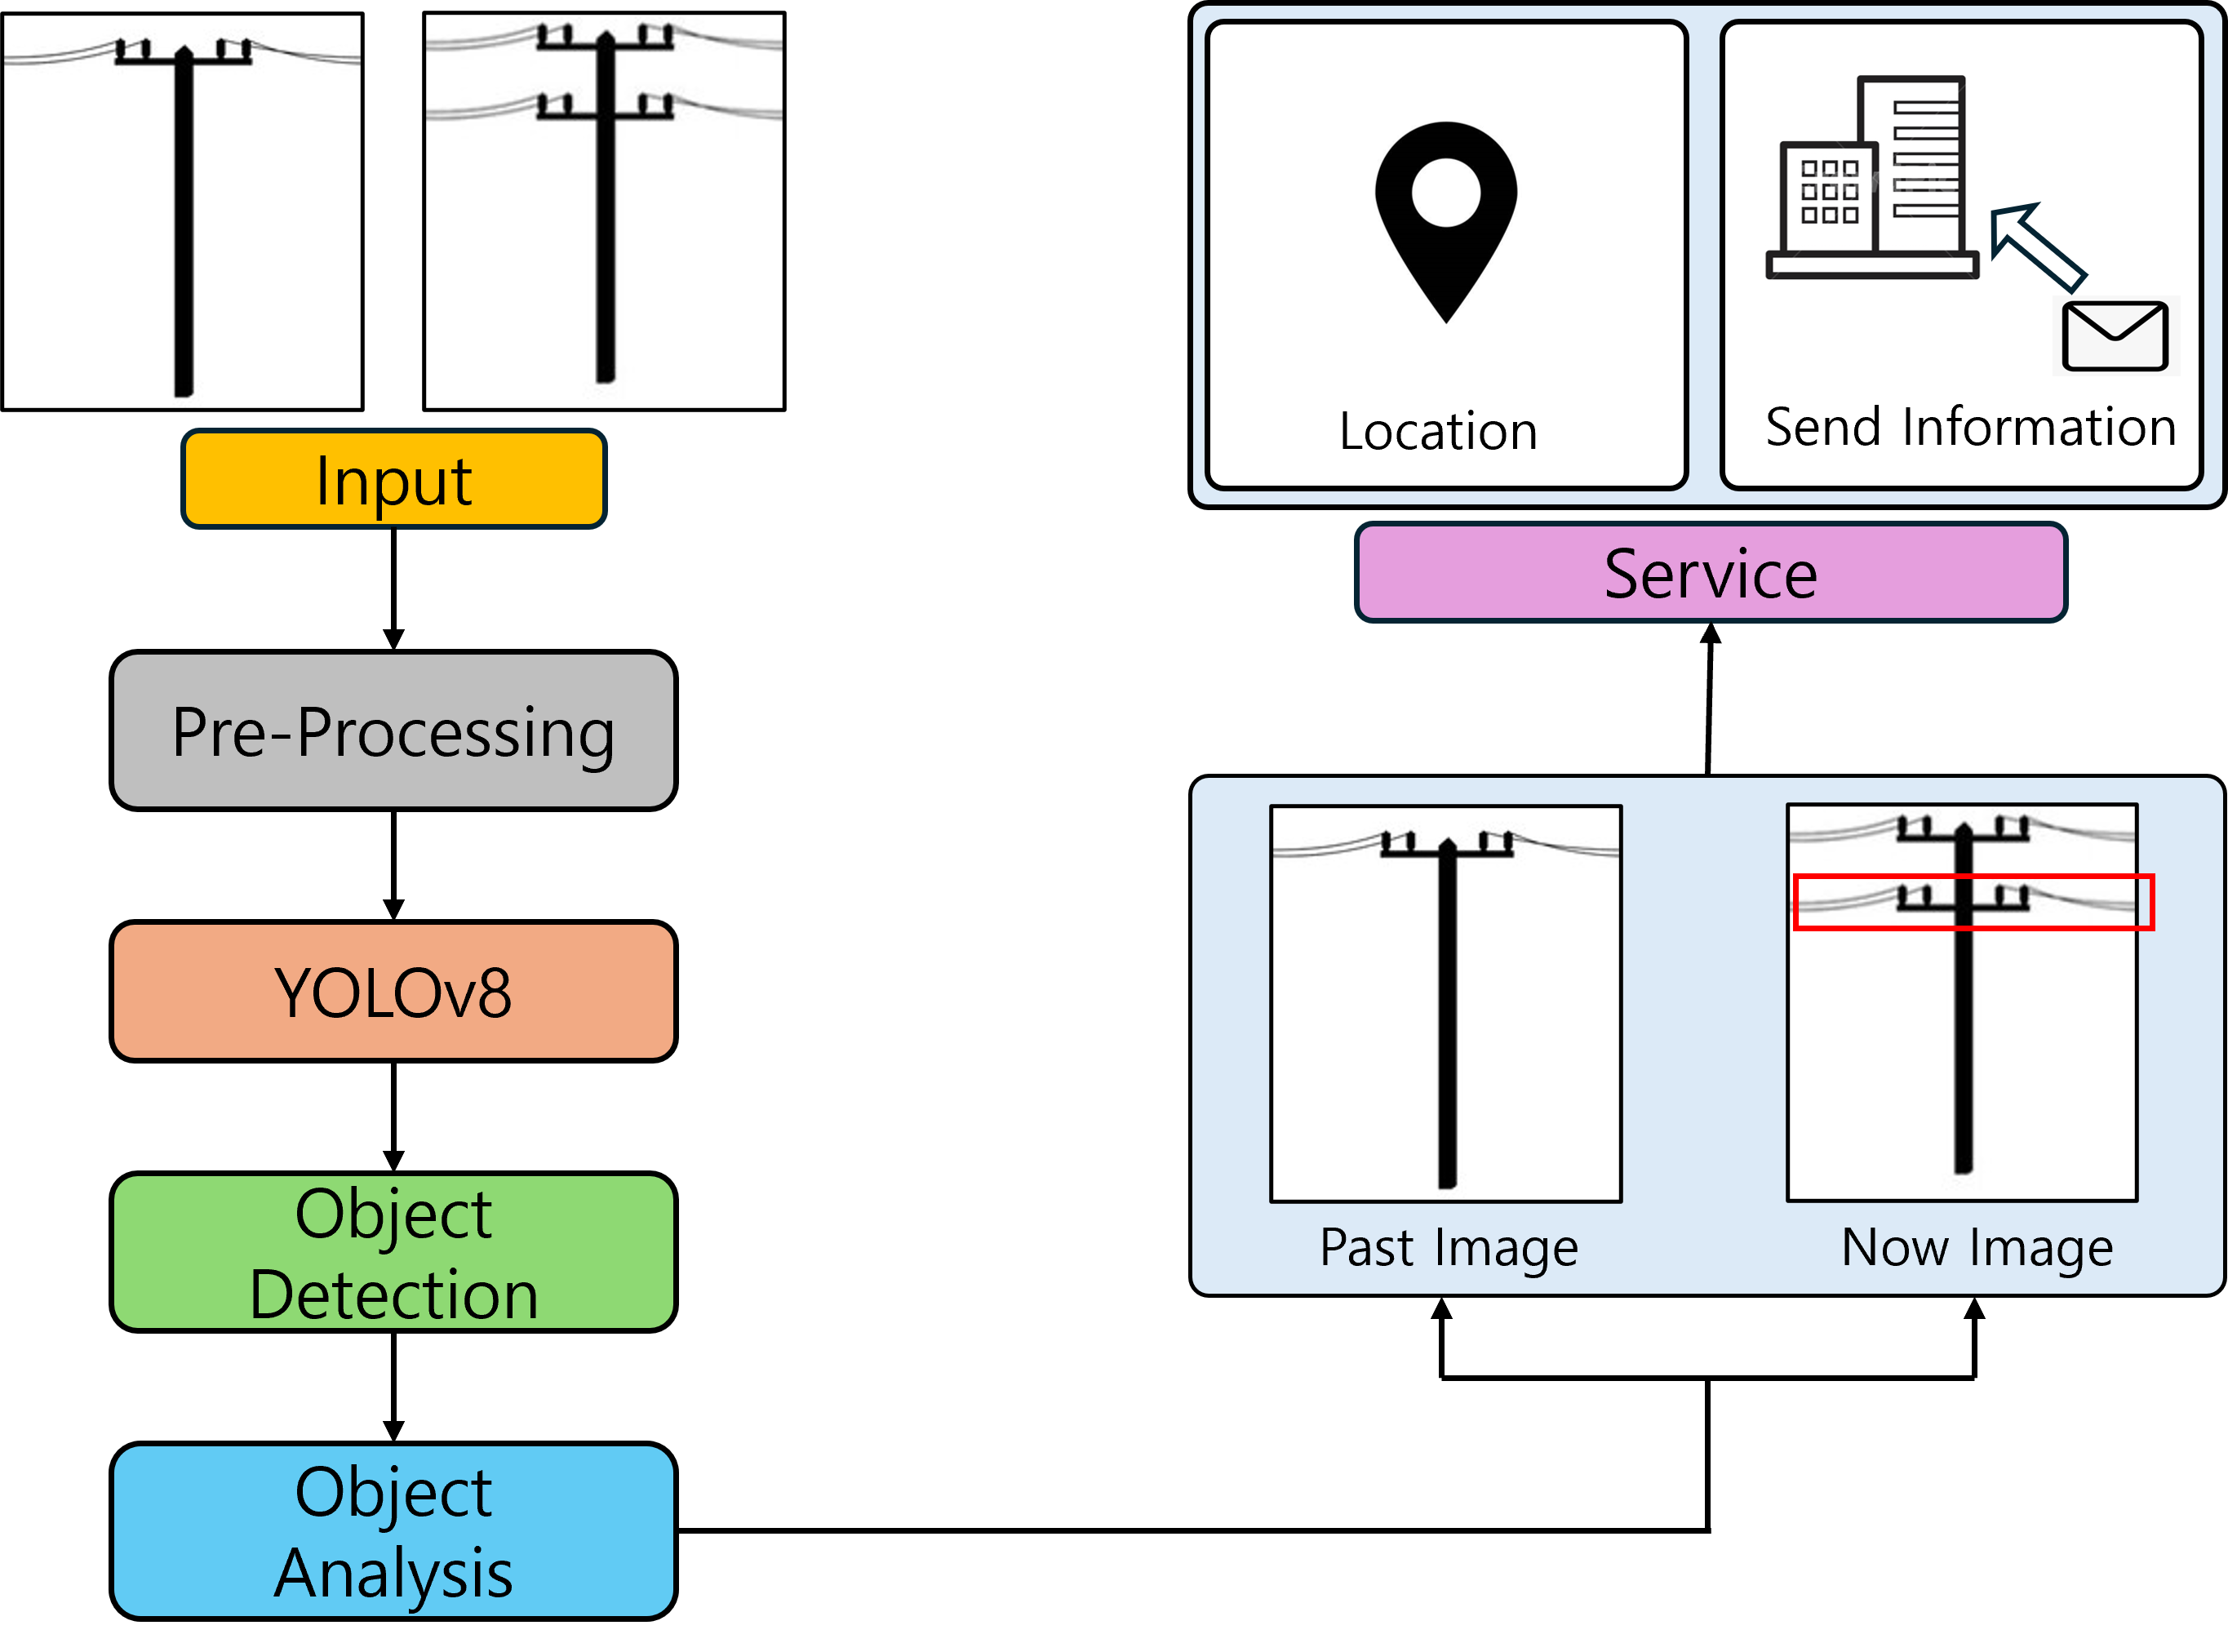 Input
Pre-Processing
YOLOv8
Object
Detection
Object
Analysis
Location
Send Information
Service
Past Image
Now Image